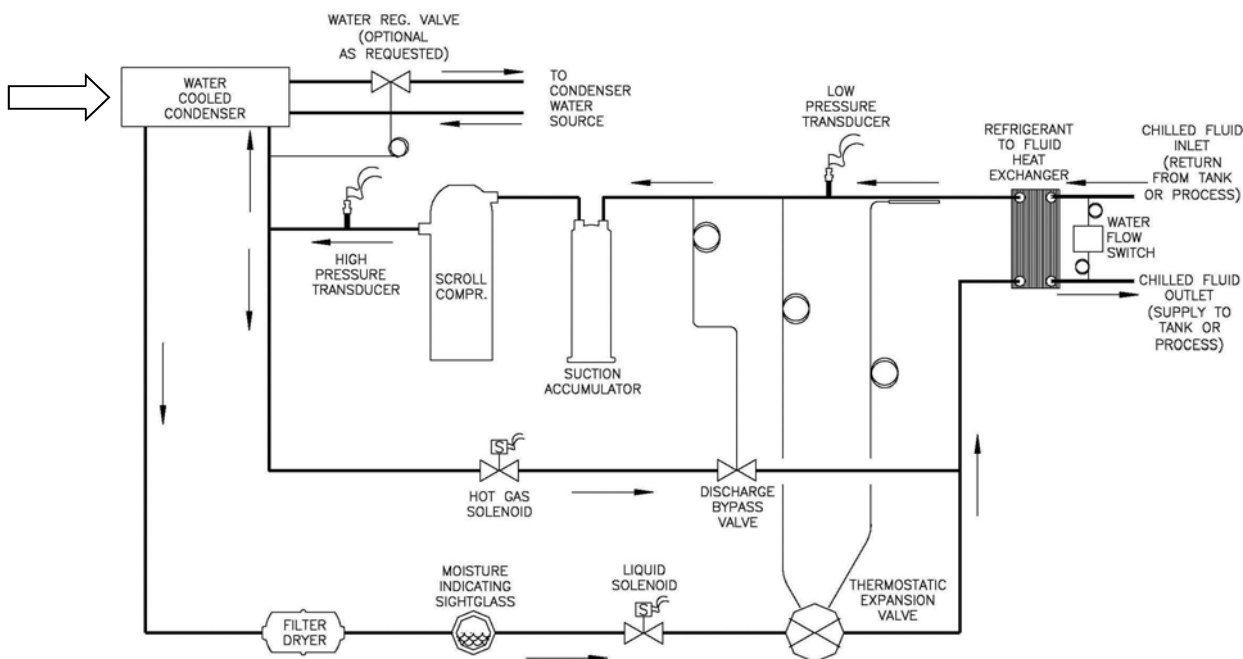 WATER REG. VALVE
(OPTIONAL
AS REQUESTED)
WATER
COOLED
CONDENSER
TO
CONDENSER
WATER
SOURCE
LOW
PRESSURE
TRANSDUCER
REFRIGERANT
TO FLUID
HEAT
EXCHANGER
CHILLED FLUID
INLET
(RETURN
FROM TANK
OR PROCESS)
WATER
FLOW
SWITCH
CHILLED FLUID
OUTLET
(SUPPLY TO
TANK OR
PROCESS)
HIGH
PRESSURE
TRANSDUCER
SCROLL
COMPR.
SUCTION
ACCUMULATOR
S
HOT GAS
SOLENOID
DISCHARGE
BYPASS
VALVE
MOISTURE
INDICATING
SIGHTGLASS
LIQUID
SOLENOID
S
THERMOSTATIC
EXPANSION
VALVE
FILTER
DRYER